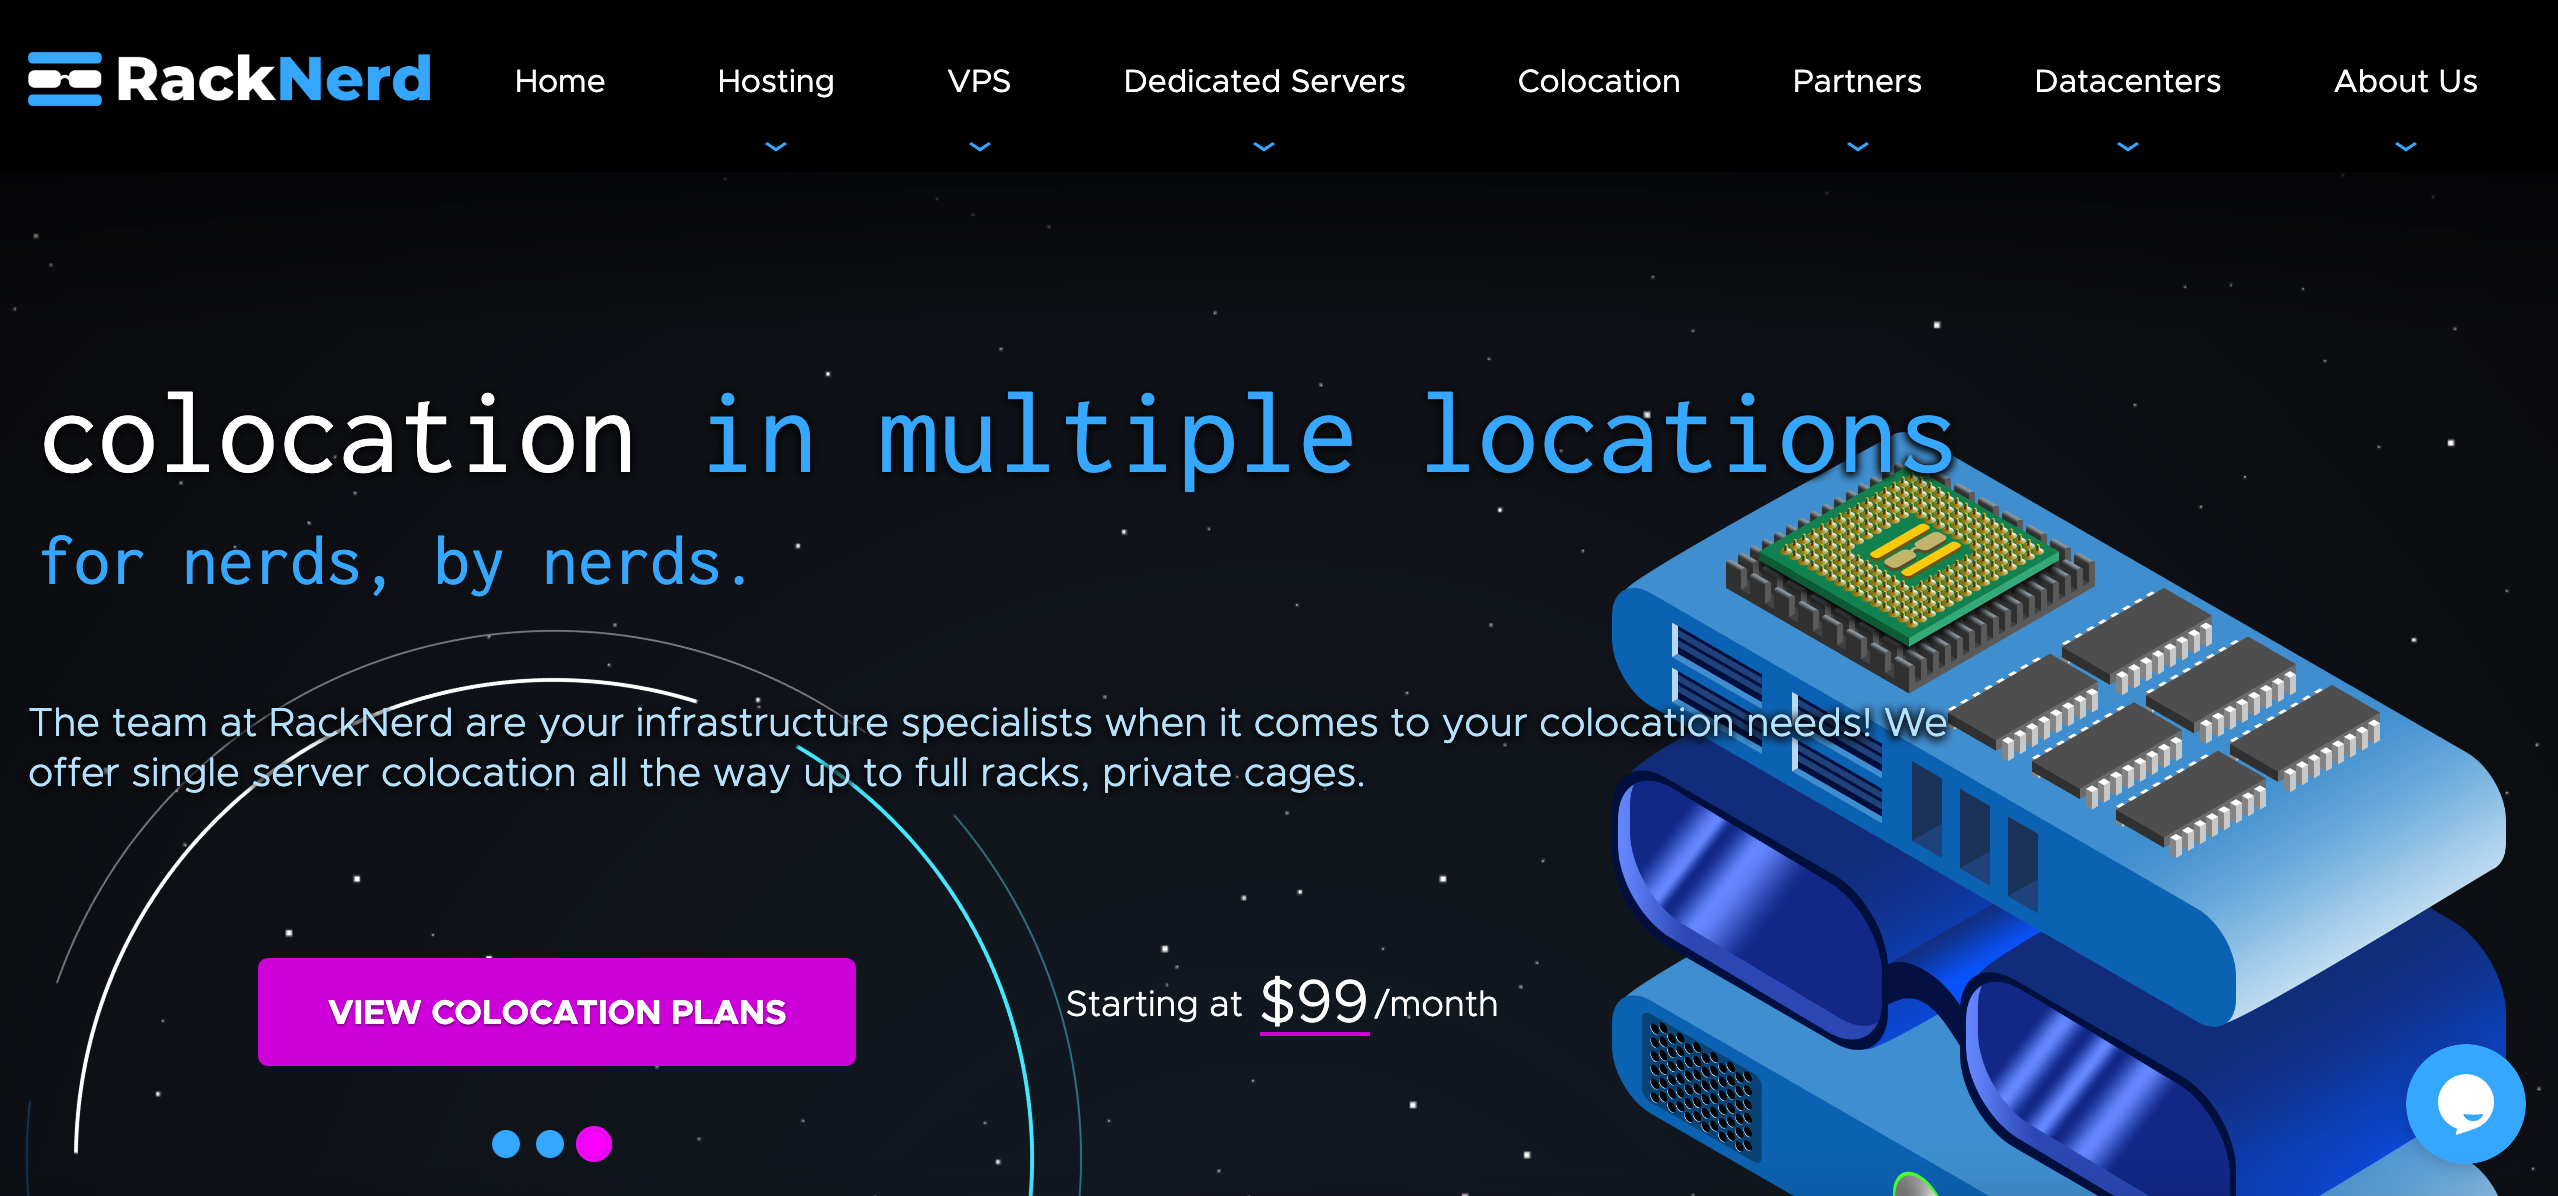 RackNerd
Home
Hosting
VPS
Dedicated Servers
Colocation
Partners
Datacenters
About Us
colocation in multiple locations
for nerds, by nerds.
The team at RackNerd are your infrastructure specialists when it comes to your colocation needs! We
offer single server colocation all the way up to full racks, private cages.
VIEW COLOCATION PLANS
Starting at $99/month